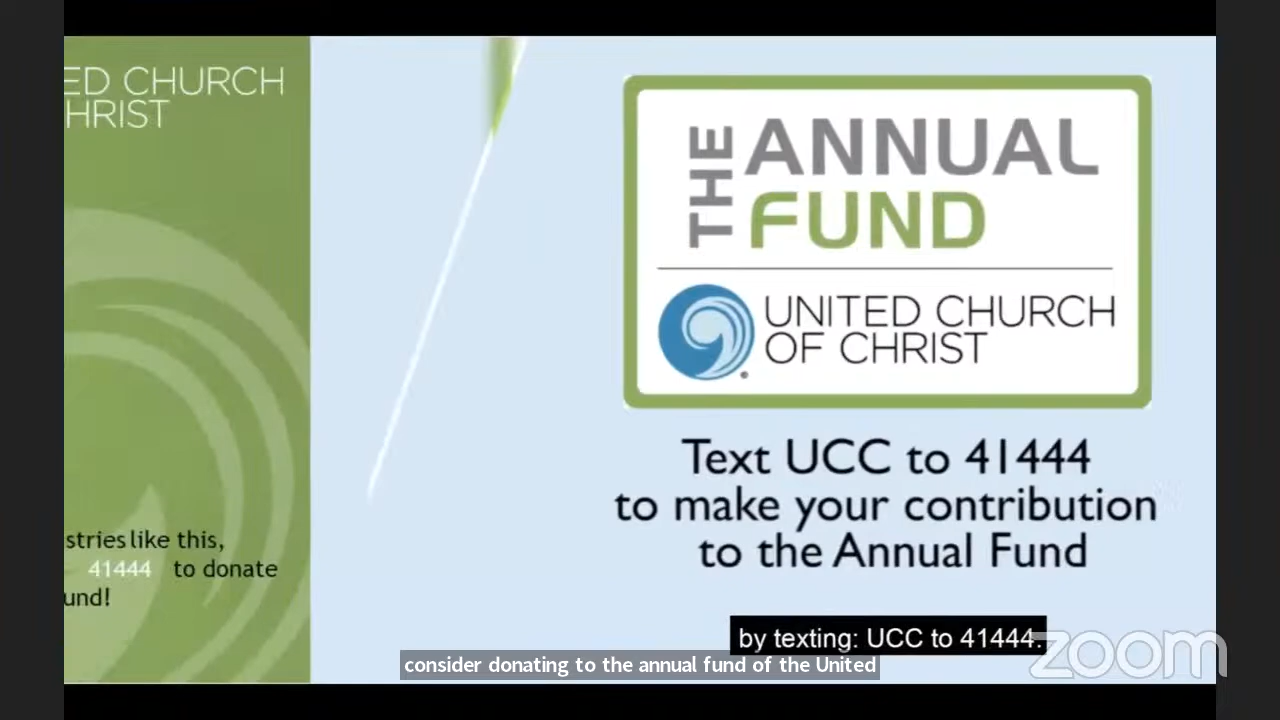 ED CHURCH
HRIST
stries like this,
41444 to donate
und!
THE
ANNUAL
FUND
UNITED CHURCH
OF CHRIST
Text UCC to 41444
to make your contribution
to the Annual Fund
by texting: UCC to 41444.
consider donating to the annual fund of the United
zoom